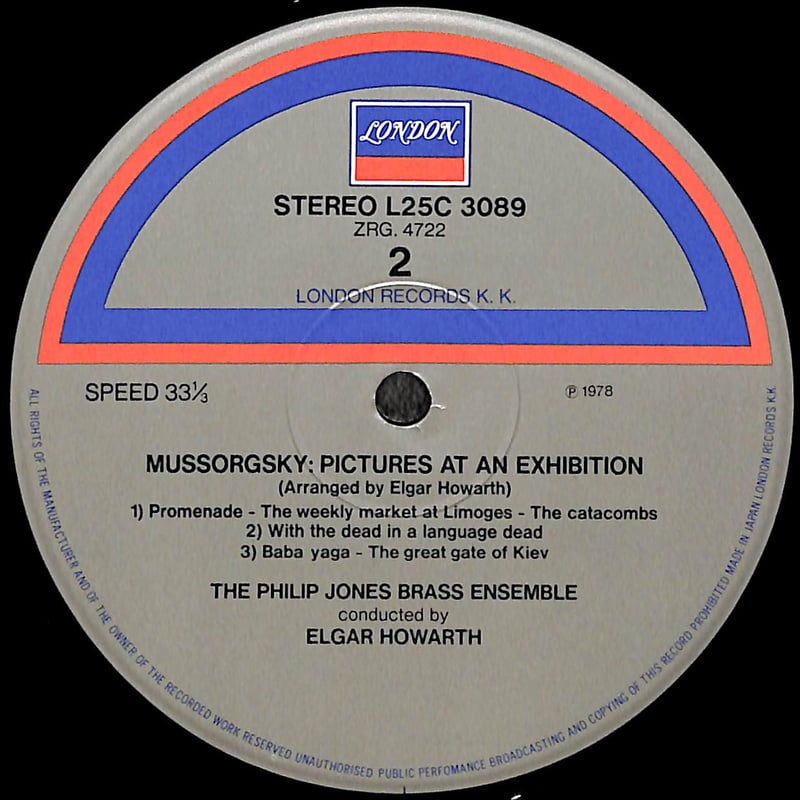 LONDON
STEREO L25C 3089
ZRG. 4722
2
LONDON RECORDS K. K.
SPEED 33⅓
℗ 1978
MUSSORGSKY: PICTURES AT AN EXHIBITION
(Arranged by Elgar Howarth)
1) Promenade - The weekly market at Limoges - The catacombs
2) With the dead in a language dead
3) Baba yaga - The great gate of Kiev
THE PHILIP JONES BRASS ENSEMBLE
conducted by
ELGAR HOWARTH
ALL RIGHTS OF THE MANUFACTURER AND OF THE OWNER OF THE RECORDED WORK RESERVED UNAUTHORISED PUBLIC PERFOMANCE BROADCASTING AND COPYING OF THIS RECORD PROHIBITED MADE IN JAPAN LONDON RECORDS K.K